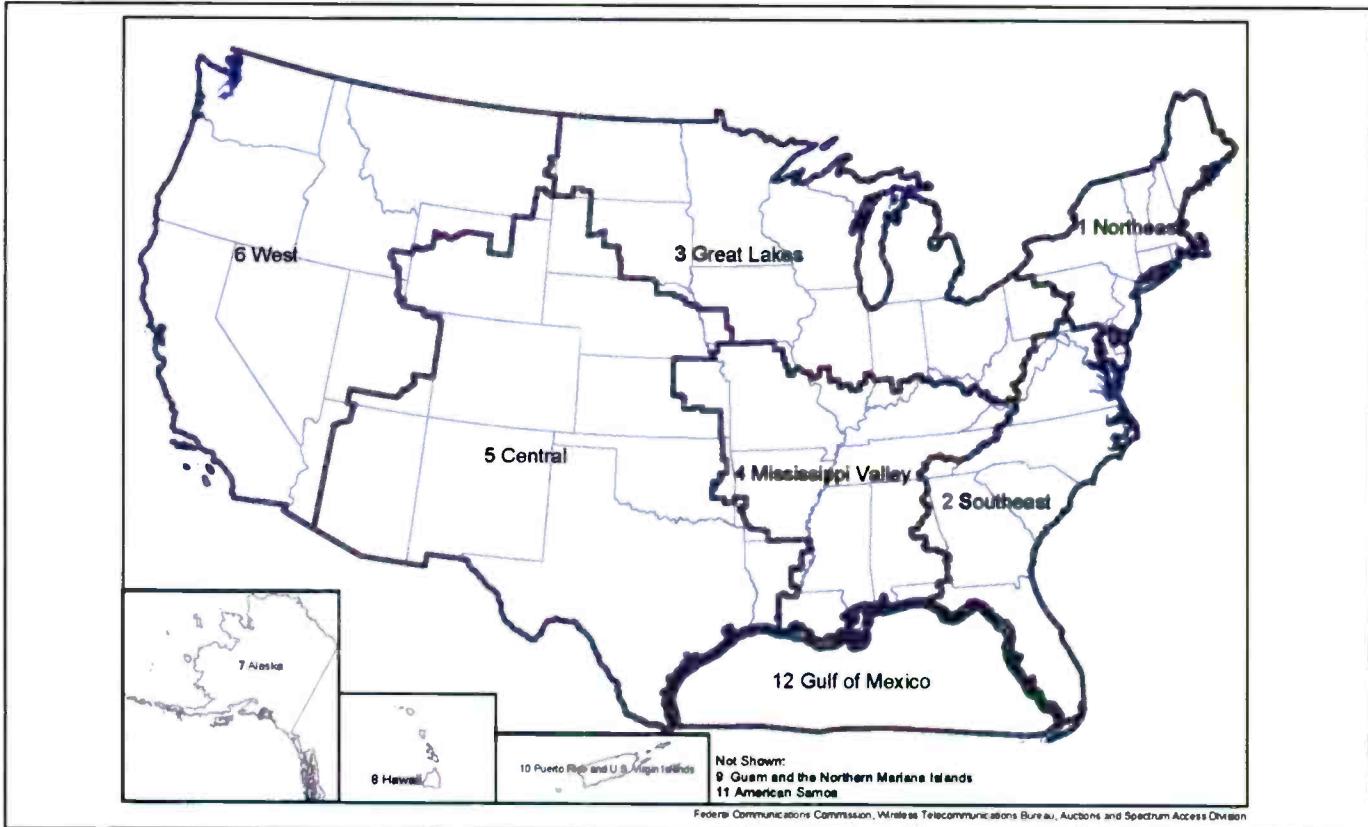 1 Northeast
6 West
3 Great Lakes
5 Central
4 Mississippi Valley
2 Southeast
7 Alaska
12 Gulf of Mexico
8 Hawaii
10 Puerto Rico and U.S. Virgin Islands
Not Shown:
9 Guam and the Northern Mariana Islands
11 American Samoa
Federal Communications Commission, Wireless Telecommunications Bureau, Auctions and Spectrum Access Division